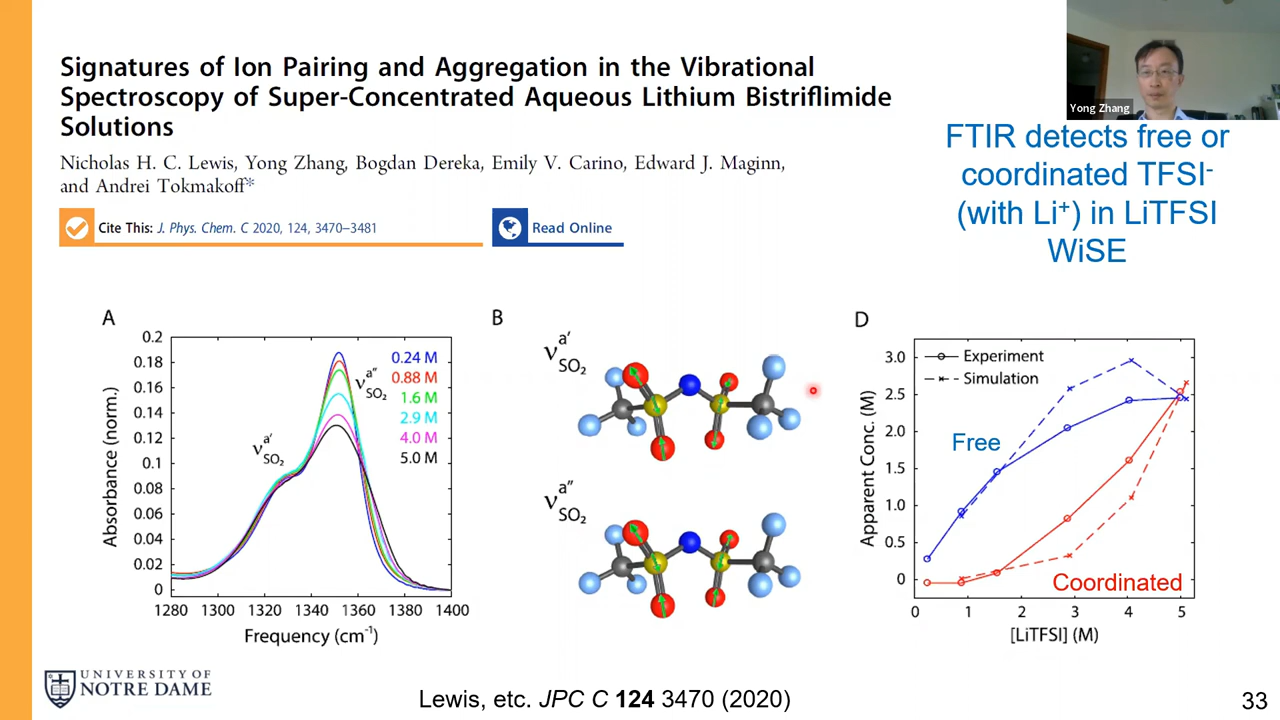 Signatures of Ion Pairing and Aggregation in the Vibrational
Spectroscopy of Super-Concentrated Aqueous Lithium Bistriflimide
Solutions
Nicholas H. C. Lewis, Yong Zhang, Bogdan Dereka, Emily V. Carino, Edward J. Maginn,
and Andrei Tokmakoff*
Cite This: J. Phys. Chem. C 2020, 124, 3470−3481
Read Online
Yong Zhang
FTIR detects free or
coordinated TFSI⁻
(with Li⁺) in LiTFSI
WiSE
A
0.2
0.18
0.16
0.14
0.12
0.1
0.08
0.06
0.04
0.02
0
Absorbance (norm.)
1280 1300 1320 1340 1360 1380 1400
Frequency (cm⁻¹)
ν a′ SO₂
ν a″ SO₂
0.24 M
0.88 M
1.6 M
2.9 M
4.0 M
5.0 M
B
ν a′ SO₂
ν a″ SO₂
D
3.0
2.5
2.0
1.5
1.0
0.5
0
Apparent Conc. (M)
Experiment
Simulation
Free
Coordinated
0 1 2 3 4 5
[LiTFSI] (M)
UNIVERSITY OF
NOTRE DAME
Lewis, etc. JPC C 124 3470 (2020)
33